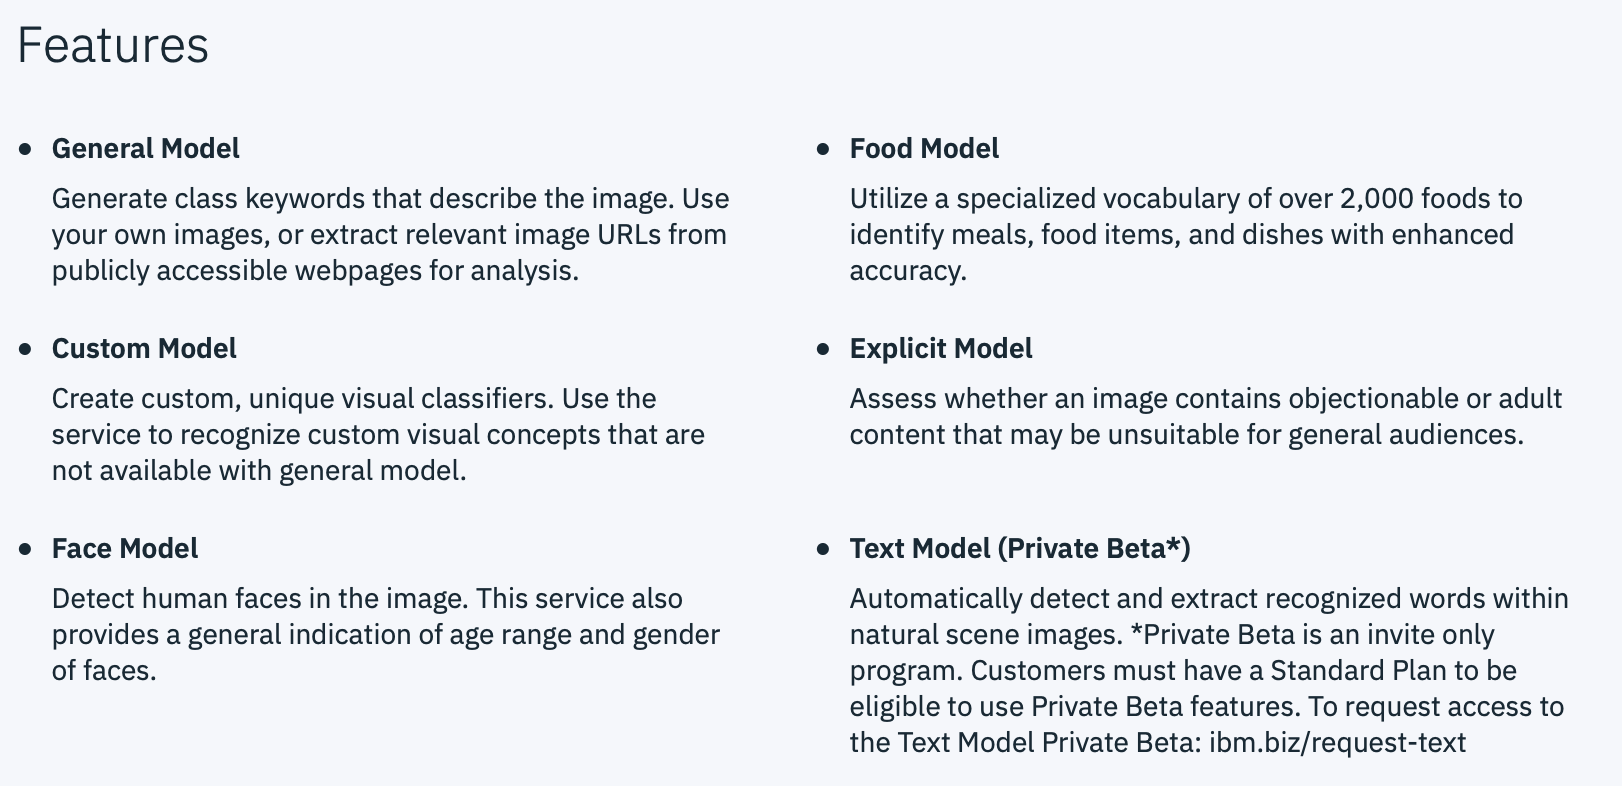 Features
General Model
Generate class keywords that describe the image. Use
your own images, or extract relevant image URLs from
publicly accessible webpages for analysis.
Food Model
Utilize a specialized vocabulary of over 2,000 foods to
identify meals, food items, and dishes with enhanced
accuracy.
Custom Model
Create custom, unique visual classifiers. Use the
service to recognize custom visual concepts that are
not available with general model.
Explicit Model
Assess whether an image contains objectionable or adult
content that may be unsuitable for general audiences.
Face Model
Detect human faces in the image. This service also
provides a general indication of age range and gender
of faces.
Text Model (Private Beta*)
Automatically detect and extract recognized words within
natural scene images. *Private Beta is an invite only
program. Customers must have a Standard Plan to be
eligible to use Private Beta features. To request access to
the Text Model Private Beta: ibm.biz/request-text